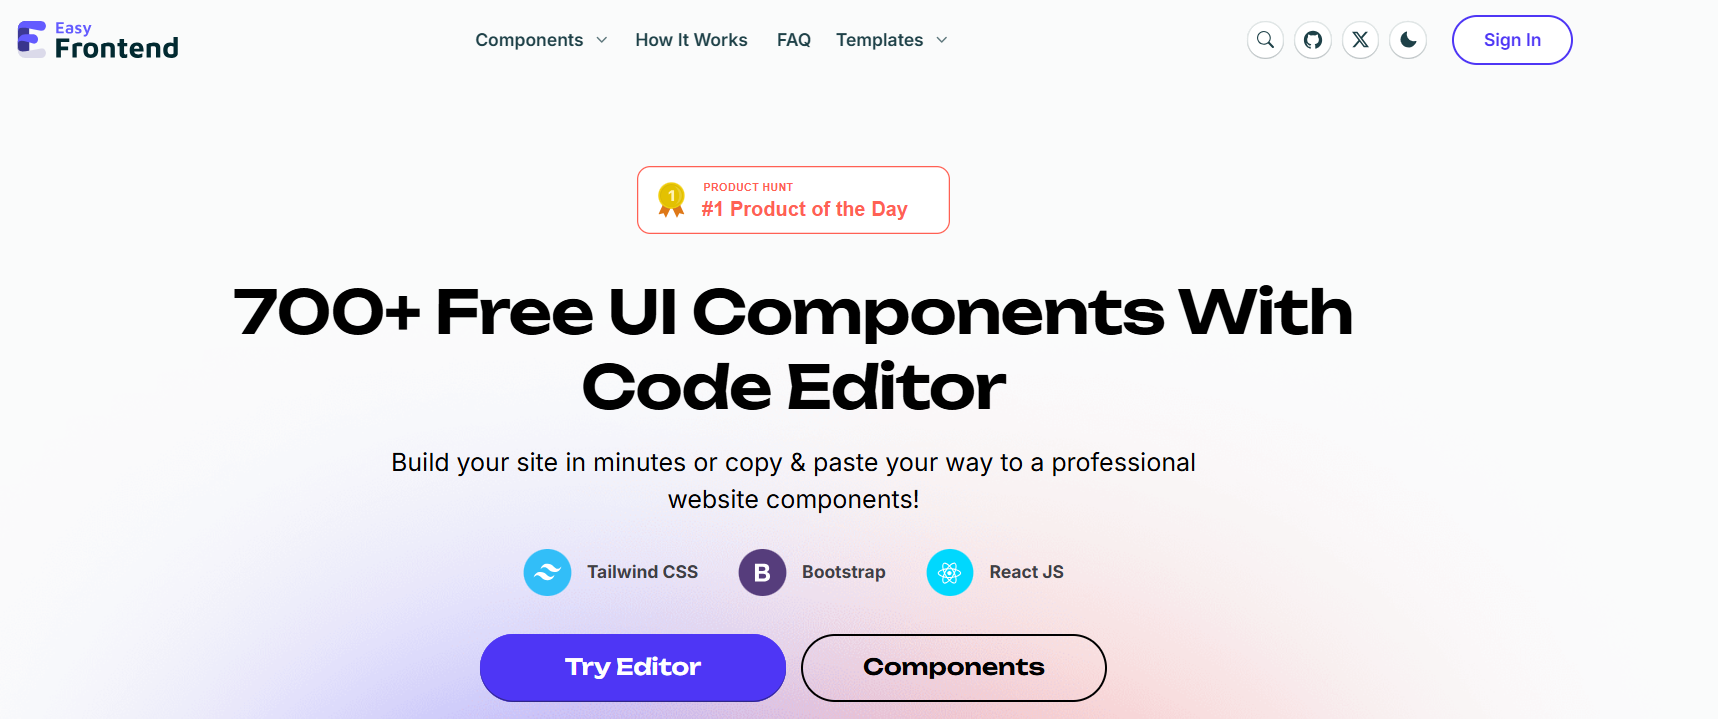 Easy
Frontend
Components
How It Works
FAQ
Templates
Sign In
1
PRODUCT HUNT
#1 Product of the Day
700+ Free UI Components With
Code Editor
Build your site in minutes or copy & paste your way to a professional
website components!
Tailwind CSS
B
Bootstrap
React JS
Try Editor
Components